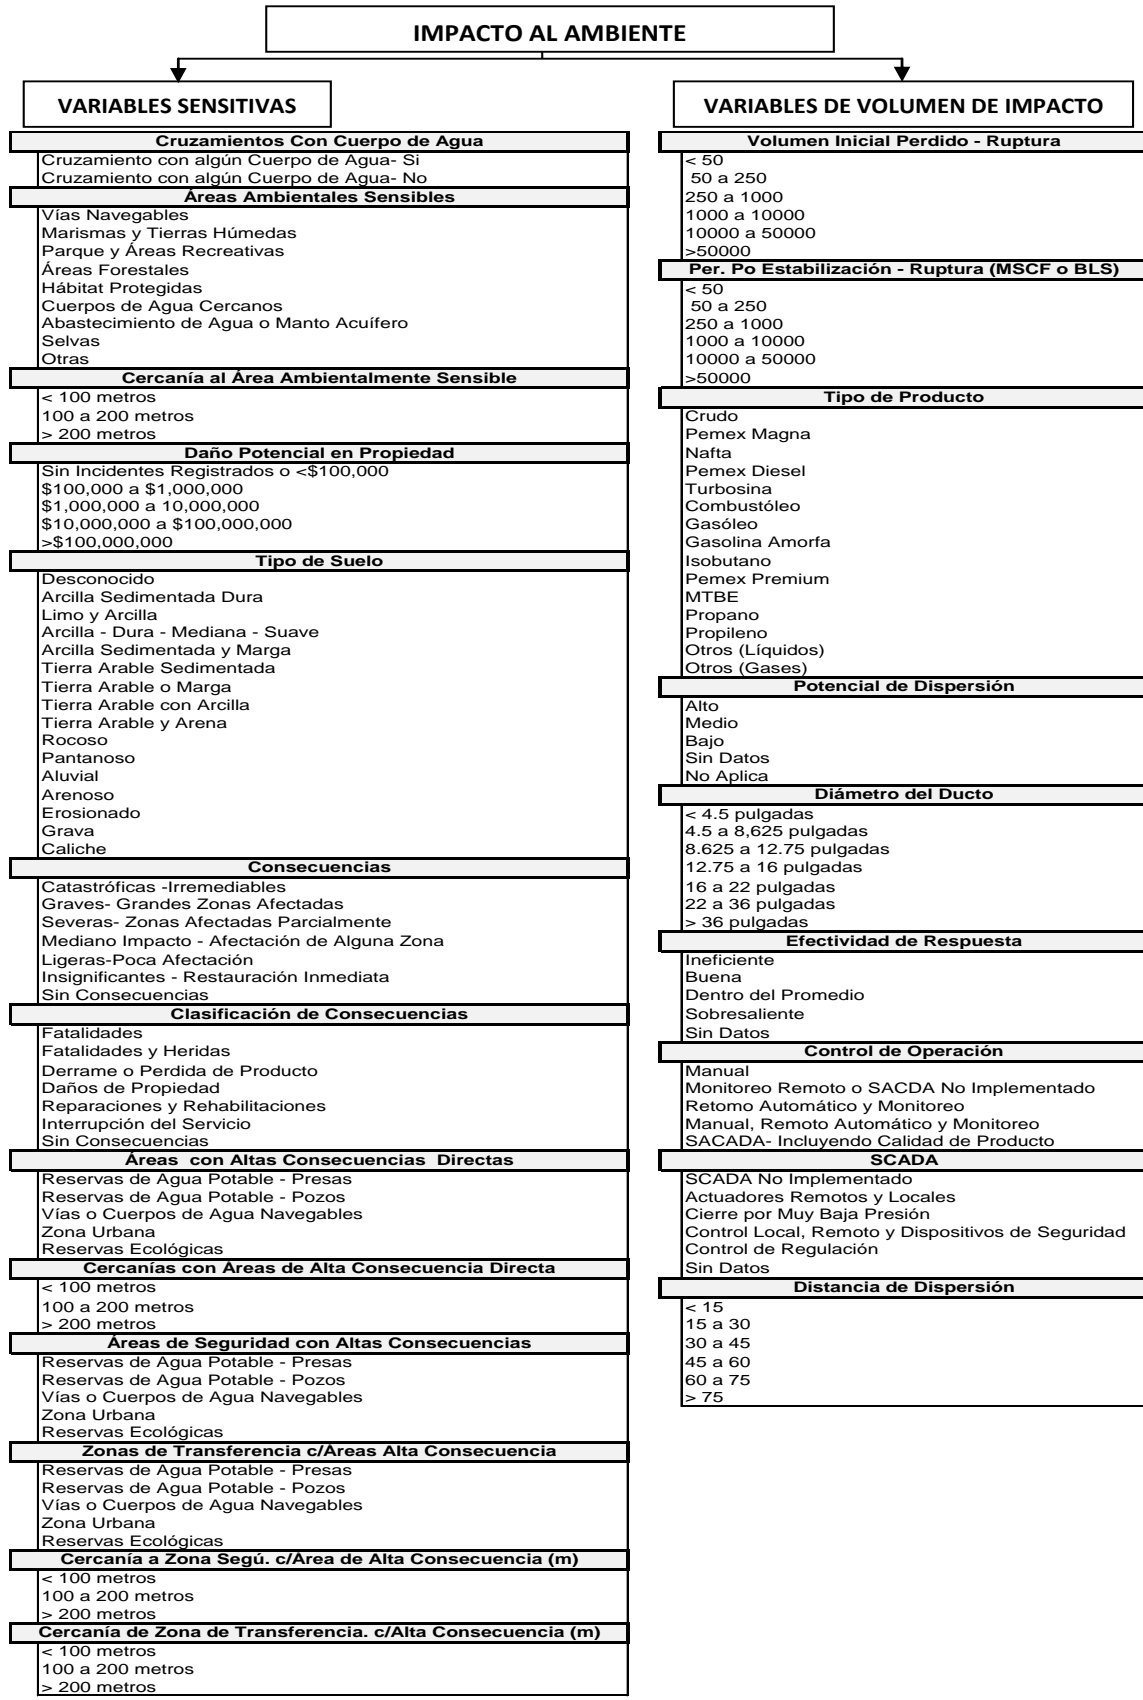 IMPACTO AL AMBIENTE
VARIABLES SENSITIVAS
Cruzamientos Con Cuerpo de Agua
Cruzamiento con algún Cuerpo de Agua- Si
Cruzamiento con algún Cuerpo de Agua- No
Áreas Ambientales Sensibles
Vías Navegables
Marismas y Tierras Húmedas
Parque y Áreas Recreativas
Áreas Forestales
Hábitat Protegidas
Cuerpos de Agua Cercanos
Abastecimiento de Agua o Manto Acuífero
Selvas
Otras
Cercanía al Área Ambientalmente Sensible
< 100 metros
100 a 200 metros
> 200 metros
Daño Potencial en Propiedad
Sin Incidentes Registrados o <$100,000
$100,000 a $1,000,000
$1,000,000 a 10,000,000
$10,000,000 a $100,000,000
>$100,000,000
Tipo de Suelo
Desconocido
Arcilla Sedimentada Dura
Limo y Arcilla
Arcilla - Dura - Mediana - Suave
Arcilla Sedimentada y Marga
Tierra Arable Sedimentada
Tierra Arable o Marga
Tierra Arable con Arcilla
Tierra Arable y Arena
Rocoso
Pantanoso
Aluvial
Arenoso
Erosionado
Grava
Caliche
Consecuencias
Catastróficas -Irremediables
Graves- Grandes Zonas Afectadas
Severas- Zonas Afectadas Parcialmente
Mediano Impacto - Afectación de Alguna Zona
Ligeras-Poca Afectación
Insignificantes - Restauración Inmediata
Sin Consecuencias
Clasificación de Consecuencias
Fatalidades
Fatalidades y Heridas
Derrame o Perdida de Producto
Daños de Propiedad
Reparaciones y Rehabilitaciones
Interrupción del Servicio
Sin Consecuencias
Áreas con Altas Consecuencias Directas
Reservas de Agua Potable - Presas
Reservas de Agua Potable - Pozos
Vías o Cuerpos de Agua Navegables
Zona Urbana
Reservas Ecológicas
Cercanías con Áreas de Alta Consecuencia Directa
< 100 metros
100 a 200 metros
> 200 metros
Áreas de Seguridad con Altas Consecuencias
Reservas de Agua Potable - Presas
Reservas de Agua Potable - Pozos
Vías o Cuerpos de Agua Navegables
Zona Urbana
Reservas Ecológicas
Zonas de Transferencia c/Áreas Alta Consecuencia
Reservas de Agua Potable - Presas
Reservas de Agua Potable - Pozos
Vías o Cuerpos de Agua Navegables
Zona Urbana
Reservas Ecológicas
Cercanía a Zona Segú. c/Área de Alta Consecuencia (m)
< 100 metros
100 a 200 metros
> 200 metros
Cercanía de Zona de Transferencia. c/Alta Consecuencia (m)
< 100 metros
100 a 200 metros
> 200 metros
VARIABLES DE VOLUMEN DE IMPACTO
Volumen Inicial Perdido - Ruptura
< 50
50 a 250
250 a 1000
1000 a 10000
10000 a 50000
>50000
Per. Po Estabilización - Ruptura (MSCF o BLS)
< 50
50 a 250
250 a 1000
1000 a 10000
10000 a 50000
>50000
Tipo de Producto
Crudo
Pemex Magna
Nafta
Pemex Diesel
Turbosina
Combustóleo
Gasóleo
Gasolina Amorfa
Isobutano
Pemex Premium
MTBE
Propano
Propileno
Otros (Líquidos)
Otros (Gases)
Potencial de Dispersión
Alto
Medio
Bajo
Sin Datos
No Aplica
Diámetro del Ducto
< 4.5 pulgadas
4.5 a 8,625 pulgadas
8.625 a 12.75 pulgadas
12.75 a 16 pulgadas
16 a 22 pulgadas
22 a 36 pulgadas
> 36 pulgadas
Efectividad de Respuesta
Ineficiente
Buena
Dentro del Promedio
Sobresaliente
Sin Datos
Control de Operación
Manual
Monitoreo Remoto o SACDA No Implementado
Retomo Automático y Monitoreo
Manual, Remoto Automático y Monitoreo
SACADA- Incluyendo Calidad de Producto
SCADA
SCADA No Implementado
Actuadores Remotos y Locales
Cierre por Muy Baja Presión
Control Local, Remoto y Dispositivos de Seguridad
Control de Regulación
Sin Datos
Distancia de Dispersión
< 15
15 a 30
30 a 45
45 a 60
60 a 75
> 75